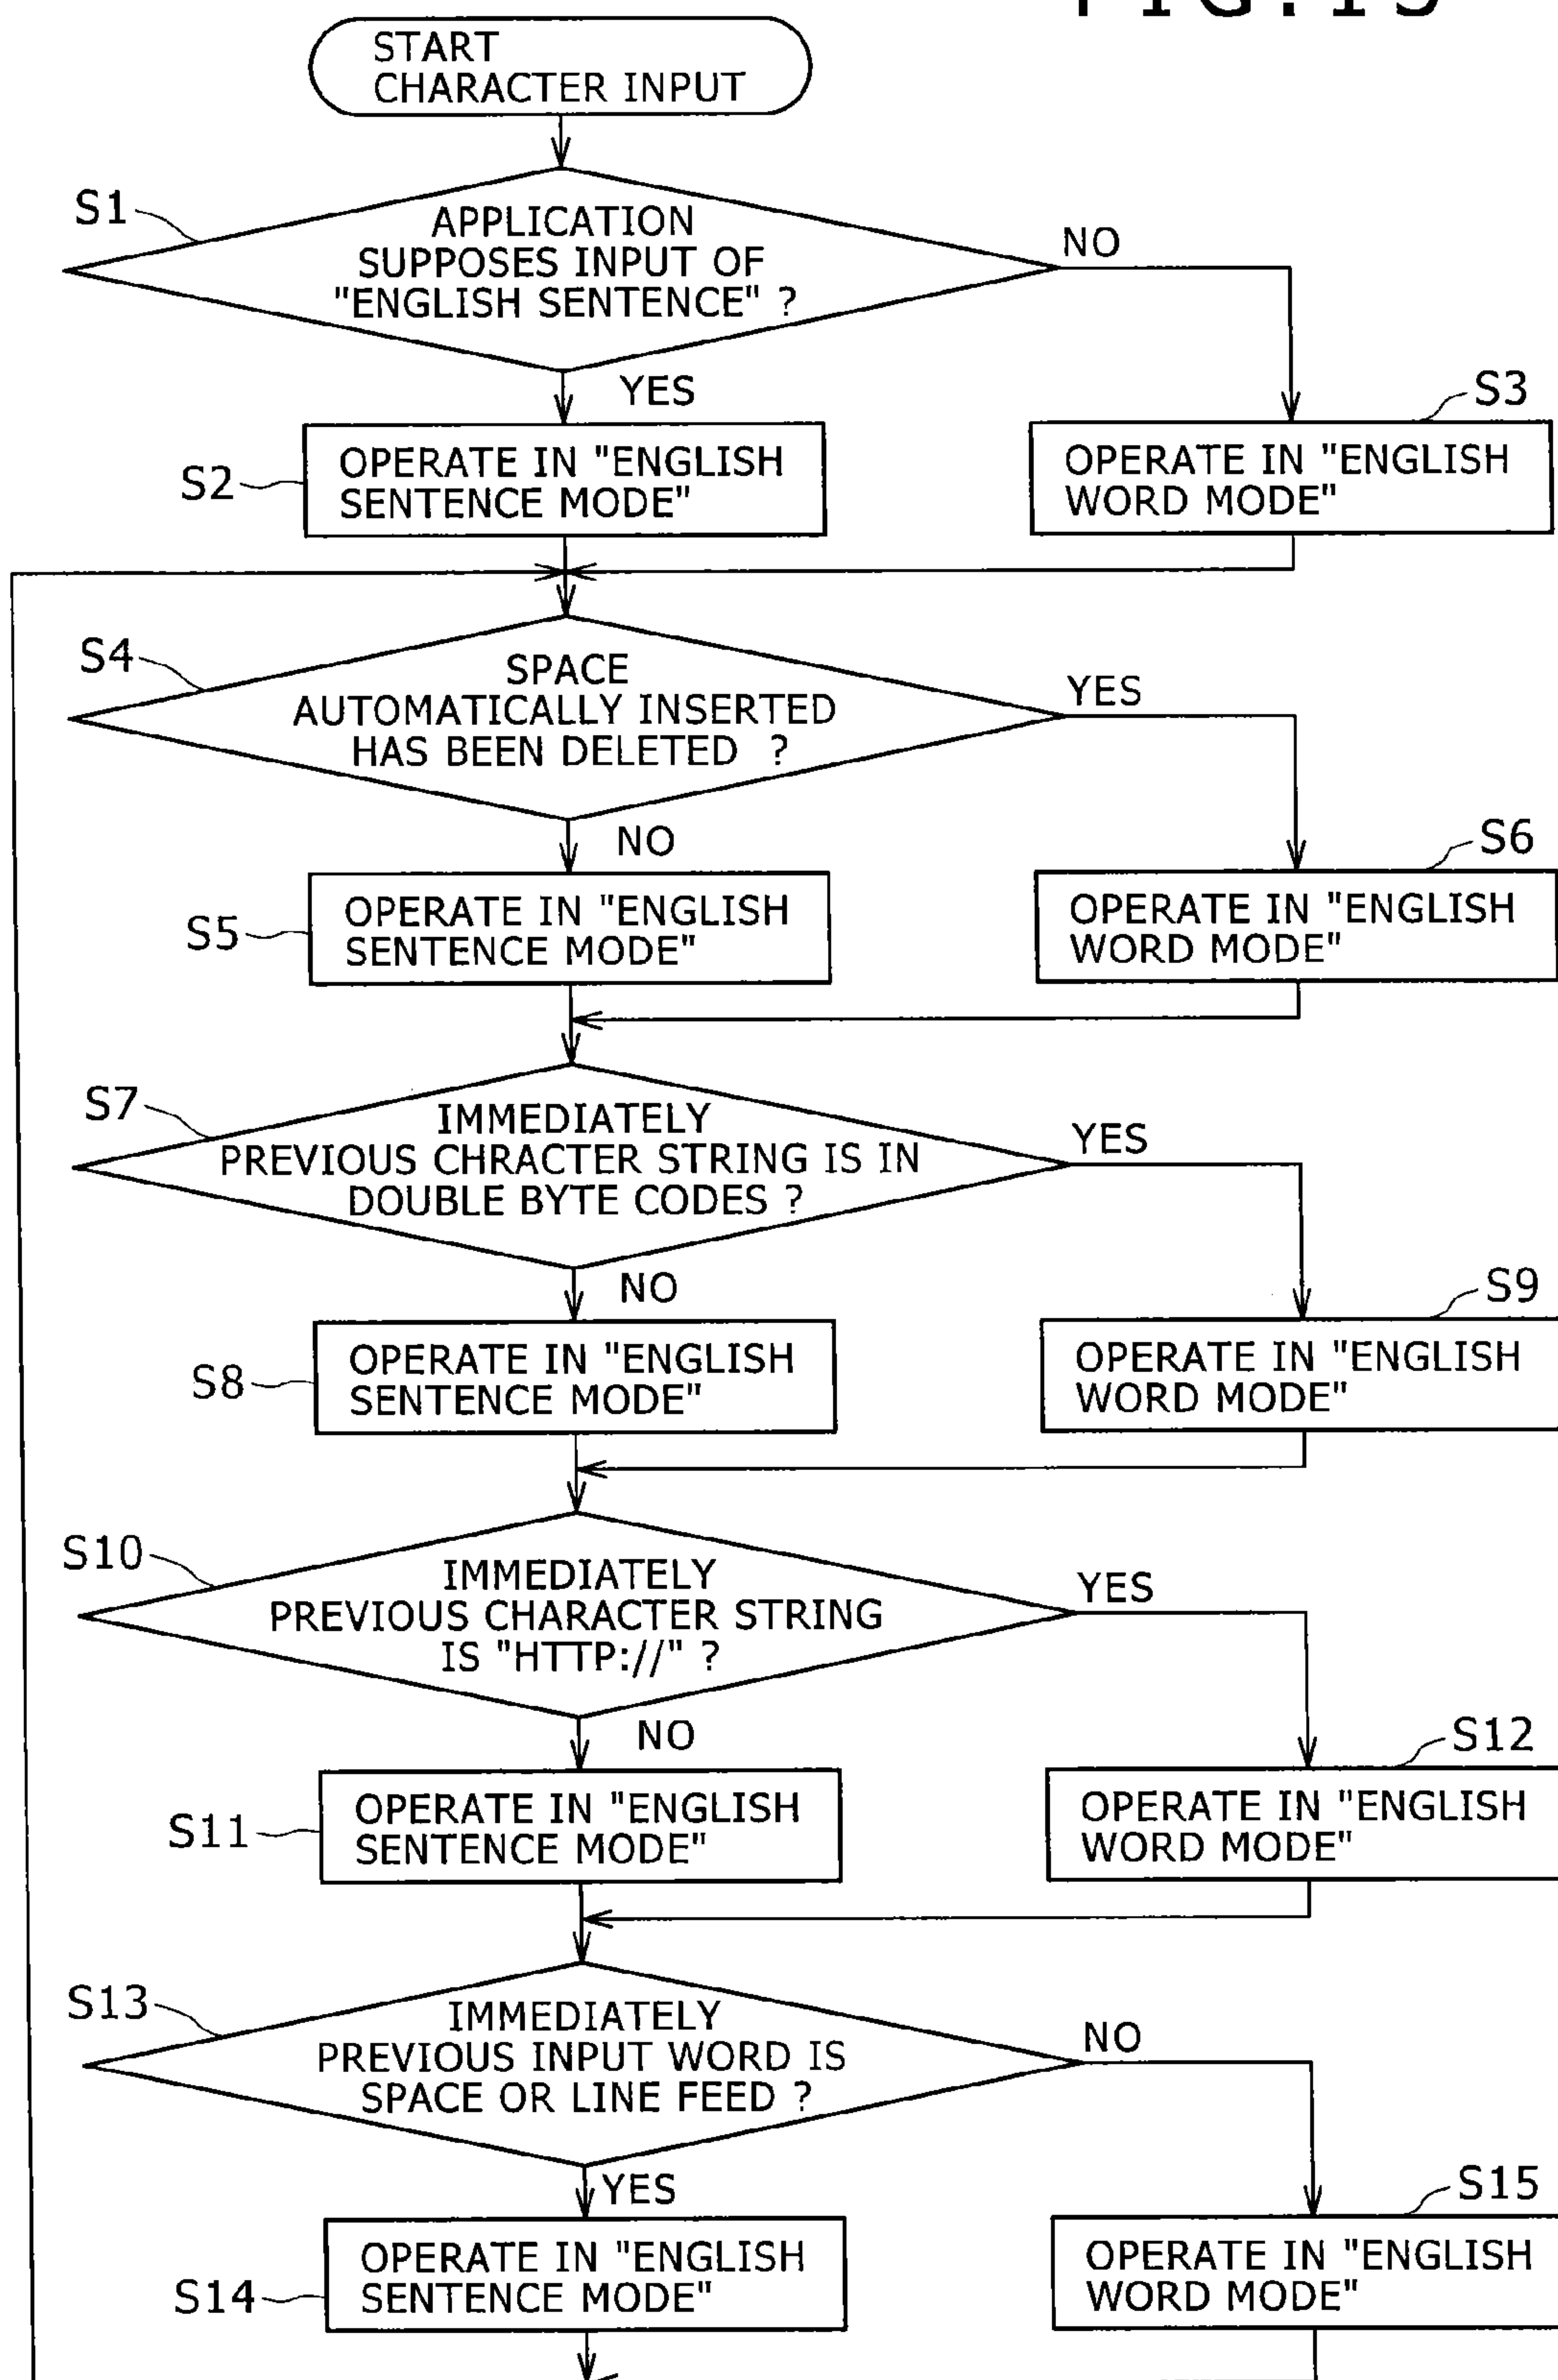 START
CHARACTER INPUT
S1
APPLICATION
SUPPOSES INPUT OF
"ENGLISH SENTENCE" ?
NO
YES
S3
S2
OPERATE IN "ENGLISH
SENTENCE MODE"
OPERATE IN "ENGLISH
WORD MODE"
S4
SPACE
AUTOMATICALLY INSERTED
HAS BEEN DELETED ?
YES
NO
S6
S5
OPERATE IN "ENGLISH
SENTENCE MODE"
OPERATE IN "ENGLISH
WORD MODE"
S7
IMMEDIATELY
PREVIOUS CHRACTER STRING IS IN
DOUBLE BYTE CODES ?
YES
NO
S9
S8
OPERATE IN "ENGLISH
SENTENCE MODE"
OPERATE IN "ENGLISH
WORD MODE"
S10
IMMEDIATELY
PREVIOUS CHARACTER STRING
IS "HTTP://" ?
YES
NO
S12
S11
OPERATE IN "ENGLISH
SENTENCE MODE"
OPERATE IN "ENGLISH
WORD MODE"
S13
IMMEDIATELY
PREVIOUS INPUT WORD IS
SPACE OR LINE FEED ?
NO
YES
S15
S14
OPERATE IN "ENGLISH
SENTENCE MODE"
OPERATE IN "ENGLISH
WORD MODE"